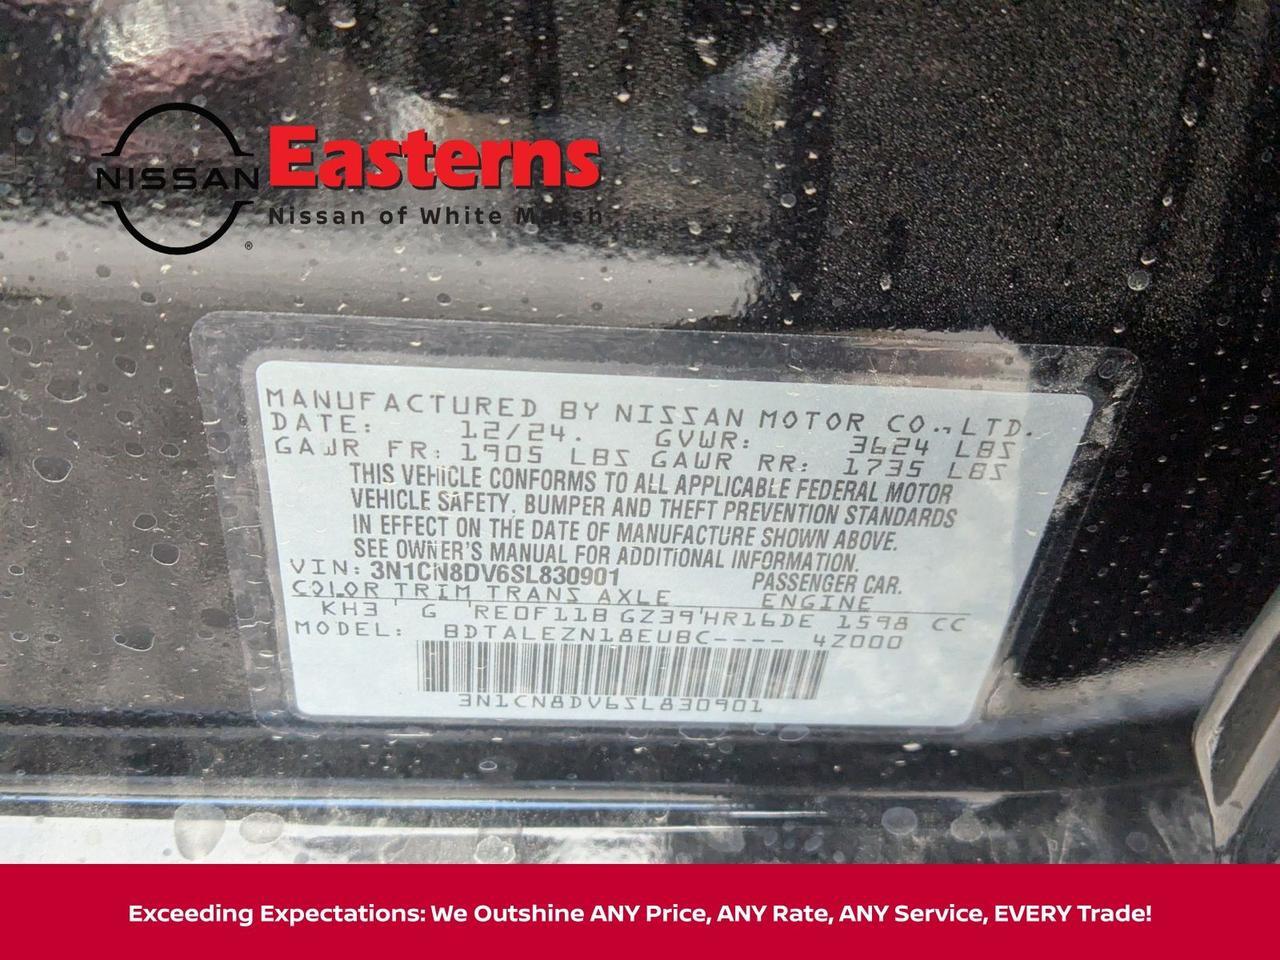 NISSAN
®
Easterns
Nissan of White Marsh
MANUFACTURED BY NISSAN MOTOR CO., LTD.
DATE: 12/24. GVWR: 3624 LBS
GAWR FR: 1905 LBS GAWR RR: 1735 LBS
THIS VEHICLE CONFORMS TO ALL APPLICABLE FEDERAL MOTOR
VEHICLE SAFETY, BUMPER AND THEFT PREVENTION STANDARDS
IN EFFECT ON THE DATE OF MANUFACTURE SHOWN ABOVE.
SEE OWNER'S MANUAL FOR ADDITIONAL INFORMATION.
VIN: 3N1CN8DV6SL830901 PASSENGER CAR.
COLOR TRIM TRANS AXLE ENGINE
KH3 ' G 'RE0F11B GZ39'HR16DE 1598 CC
MODEL: BDTALEZN18EUBC---- 4Z000
3N1CN8DV6SL830901
Exceeding Expectations: We Outshine ANY Price, ANY Rate, ANY Service, EVERY Trade!